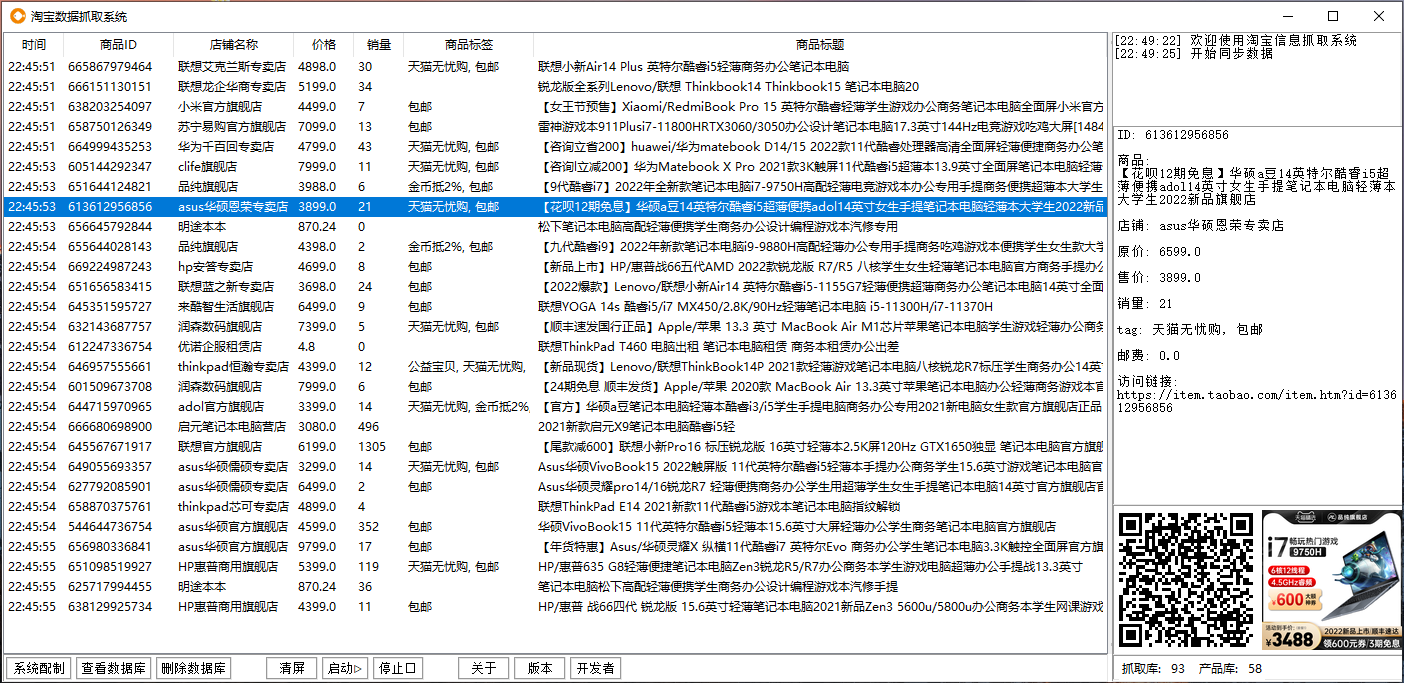 淘宝数据抓取系统
时间 商品ID 店铺名称 价格 销量 商品标签 商品标题
22:45:51 665867979464 联想艾克兰斯专卖店 4898.0 30 天猫无忧购, 包邮 联想小新Air14 Plus 英特尔酷睿i5轻薄商务办公笔记本电脑
22:45:51 666151130151 联想龙企华商专卖店 5199.0 34 锐龙版全系列Lenovo/联想 Thinkbook14 Thinkbook15 笔记本电脑20
22:45:51 638203254097 小米官方旗舰店 4499.0 7 包邮 【女王节预售】Xiaomi/RedmiBook Pro 15 英特尔酷睿轻薄学生游戏办公商务笔记本电脑全面屏小米官方
22:45:51 658750126349 苏宁易购官方旗舰店 7099.0 13 包邮 雷神游戏本911Plusi7-11800HRTX3060/3050办公设计笔记本电脑17.3英寸144Hz电竞游戏吃鸡大屏[1484
22:45:51 664999435253 华为千百回专卖店 4799.0 43 天猫无忧购, 包邮 【咨询立省200】huawei/华为matebook D14/15 2022款11代酷睿处理器高清全面屏轻薄便捷商务办公笔
22:45:53 605144292347 clife旗舰店 7999.0 11 天猫无忧购, 包邮 【咨询I立减200】华为Matebook X Pro 2021款3K触屏11代酷睿i5超薄本13.9英寸全面屏笔记本电脑轻薄
22:45:53 651644124821 品纯旗舰店 3988.0 6 金币抵2%, 包邮 【9代酷睿i7】2022年全新款笔记本电脑i7-9750H高配轻薄电竞游戏本办公专用手提商务便携超薄本大学生
22:45:53 613612956856 asus华硕恩荣专卖店 3899.0 21 天猫无忧购, 包邮 【花呗12期免息】华硕a豆14英特尔酷睿i5超薄便携adol14英寸女生手提笔记本电脑轻薄本大学生2022新品
22:45:53 656645792844 明途本本 870.24 0 松下笔记本电脑高配轻薄便携学生商务办公设计编程游戏本汽修专用
22:45:54 655644028143 品纯旗舰店 4398.0 2 金币抵2%, 包邮 【九代酷睿i9】2022年新款笔记本电脑i9-9880H高配轻薄办公专用手提商务吃鸡游戏本便携学生女生款大学
22:45:54 669224987243 hp安答专卖店 4699.0 8 包邮 【新品上市】HP/惠普战66五代AMD 2022款锐龙版 R7/R5 八核学生女生轻薄笔记本电脑官方商务手提办公
22:45:54 651656583415 联想蓝之新专卖店 3698.0 24 包邮 【2022爆款】Lenovo/联想小新Air14 英特尔酷睿i5-1155G7轻薄便携超薄商务办公笔记本电脑14英寸全面
22:45:54 645351595727 来酷智生活旗舰店 6499.0 9 包邮 联想YOGA 14s 酷睿i5/i7 MX450/2.8K/90Hz轻薄笔记本电脑 i5-11300H/i7-11370H
22:45:54 632143687757 润森数码旗舰店 7399.0 5 天猫无忧购, 包邮 【顺丰速发国行正品】Apple/苹果 13.3 英寸 MacBook Air M1芯片苹果笔记本电脑学生游戏轻薄办公商务
22:45:54 612247336754 优诺企服租赁店 4.8 0 联想ThinkPad T460 电脑出租 笔记本电脑租赁 商务本租赁办公出差
22:45:54 646957555661 thinkpad恒瀚专卖店 4399.0 12 公益宝贝, 天猫无忧购, 【新品现货】Lenovo/联想ThinkBook14P 2021款轻薄游戏笔记本电脑八核锐龙R7标压学生商务办公14英
22:45:54 601509673708 润森数码旗舰店 7999.0 6 包邮 【24期免息 顺丰发货】Apple/苹果 2020款 MacBook Air 13.3英寸苹果笔记本电脑办公轻薄商务游戏本官
22:45:54 644715970965 adol官方旗舰店 3399.0 14 天猫无忧购, 金币抵2%, 【官方】华硕a豆笔记本电脑轻薄本酷睿i3/i5学生手提电脑商务办公专用2021新电脑女生款官方旗舰店正品
22:45:54 666680698900 启元笔记本电脑营店 3080.0 496 2021新款启元X9笔记本电脑酷睿i5轻
22:45:54 645567671917 联想官方旗舰店 6199.0 1305 包邮 【尾款减600】联想小新Pro16 标压锐龙版 16英寸轻薄本2.5K屏120Hz GTX1650独显 笔记本电脑官方旗舰
22:45:54 649055693357 asus华硕儒硕专卖店 3299.0 14 天猫无忧购, 包邮 Asus华硕VivoBook15 2022触屏版 11代英特尔酷睿i5轻薄本手提办公商务学生15.6英寸游戏笔记本电脑官
22:45:54 627792085901 asus华硕儒硕专卖店 6499.0 2 包邮 Asus华硕灵耀pro14/16锐龙R7 轻薄便携商务办公学生用超薄学生女生手提笔记本电脑14英寸官方旗舰店官
22:45:54 658870375761 thinkpad芯可专卖店 4899.0 4 联想ThinkPad E14 2021新款11代酷睿i5游戏本笔记本电脑指纹解锁
22:45:54 544644736754 asus华硕官方旗舰店 4599.0 352 包邮 华硕VivoBook15 11代英特尔酷睿i5轻薄本15.6英寸大屏轻薄办公学生商务笔记本电脑官方旗舰店
22:45:55 656980336841 asus华硕官方旗舰店 9799.0 17 包邮 【年货特惠】Asus/华硕灵耀X 纵横11代酷睿i7 英特尔Evo 商务办公学生笔记本电脑3.3K触控全面屏官方旗
22:45:55 651098519927 HP惠普商用旗舰店 5399.0 119 天猫无忧购, 包邮 HP/惠普635 G8轻薄便捷笔记本电脑Zen3锐龙R5/R7办公商务本学生游戏电脑超薄办公手提战13.3英寸
22:45:55 625717994455 明途本本 870.24 36 笔记本电脑松下高配轻薄便携学生商务办公设计编程游戏本汽修手提
22:45:55 638129925734 HP惠普商用旗舰店 4399.0 11 包邮 HP/惠普 战66四代 锐龙版 15.6英寸轻薄笔记本电脑2021新品Zen3 5600u/5800u办公商务本学生网课游戏
系统配制 查看数据库 删除数据库 清屏 启动▷ 停止口 关于 版本 开发者
[22:49:22] 欢迎使用淘宝信息抓取系统
[22:49:25] 开始同步数据
ID: 613612956856
商品:
【花呗12期免息】华硕a豆14英特尔酷睿i5超
薄便携adol14英寸女生手提笔记本电脑轻薄本
大学生2022新品旗舰店
店铺: asus华硕恩荣专卖店
原价: 6599.0
售价: 3899.0
销量: 21
tag: 天猫无忧购, 包邮
邮费: 0.0
访问链接:
https://item.taobao.com/item.htm?id=6136
12956856
品纯旗舰店
i7 畅玩热门游戏
9750H
6核12线程
4.5GHz睿频
¥600
¥3488 2022新品上市|顺丰速达
领600元券/3期免息
抓取库: 93 产品库: 58